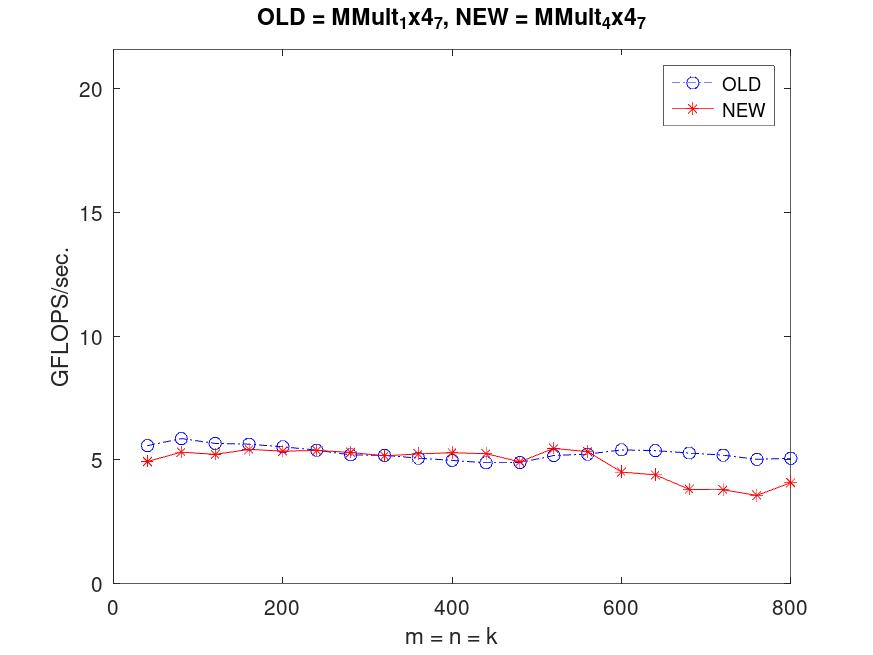 OLD = MMult₁x4₇, NEW = MMult₄x4₇
OLD
NEW
20
15
10
5
0
GFLOPS/sec.
0 200 400 600 800
m = n = k